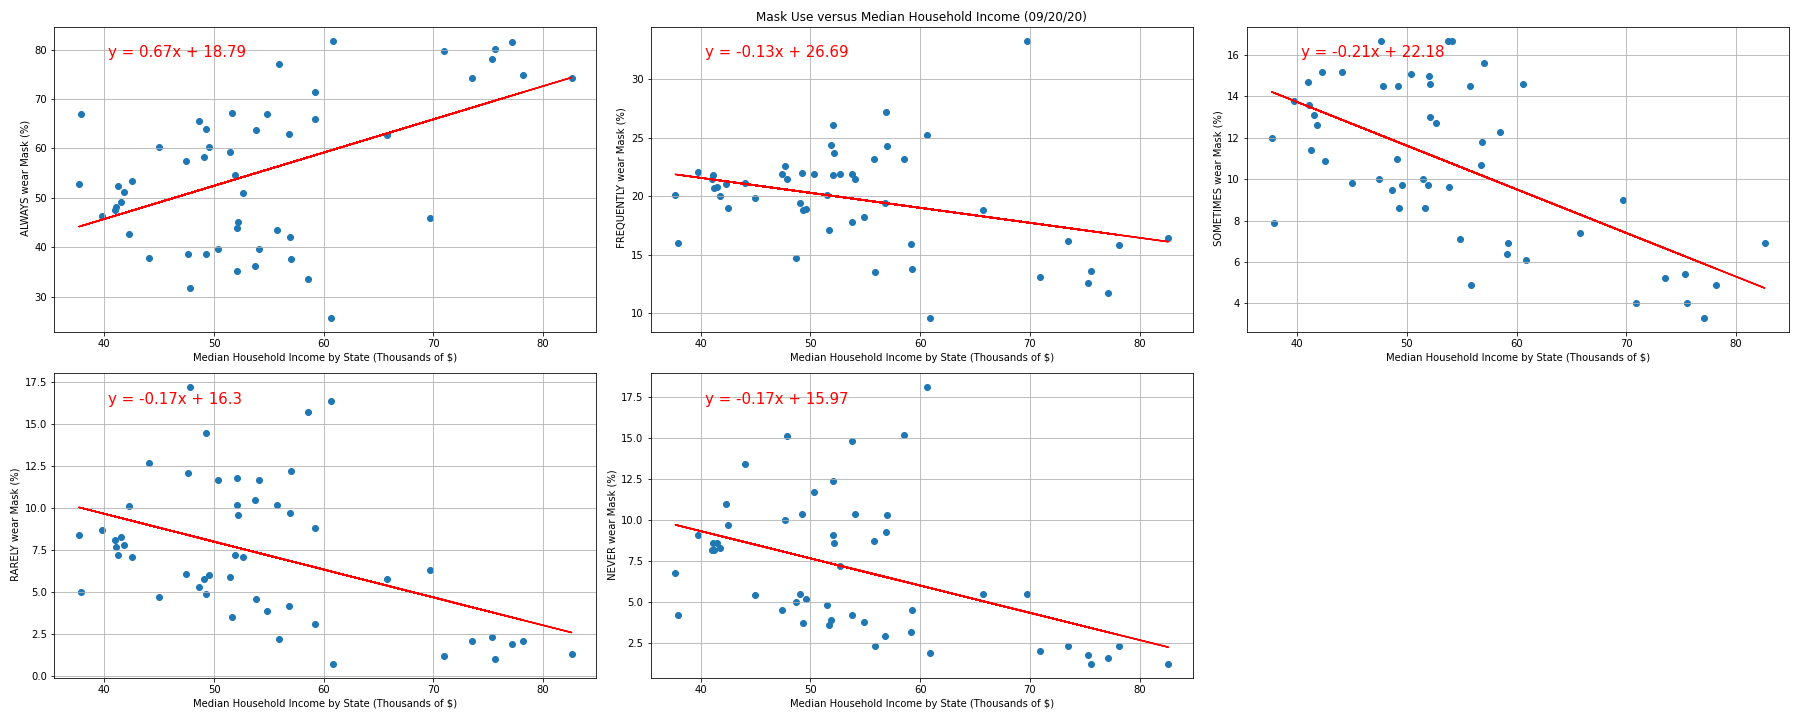 Mask Use versus Median Household Income (09/20/20)
y = 0.67x + 18.79
ALWAYS wear Mask (%)
80
70
60
50
40
30
40 50 60 70 80
Median Household Income by State (Thousands of $)
y = -0.13x + 26.69
FREQUENTLY wear Mask (%)
30
25
20
15
10
40 50 60 70 80
Median Household Income by State (Thousands of $)
y = -0.21x + 22.18
SOMETIMES wear Mask (%)
16
14
12
10
8
6
4
40 50 60 70 80
Median Household Income by State (Thousands of $)
y = -0.17x + 16.3
RARELY wear Mask (%)
17.5
15.0
12.5
10.0
7.5
5.0
2.5
0.0
40 50 60 70 80
Median Household Income by State (Thousands of $)
y = -0.17x + 15.97
NEVER wear Mask (%)
17.5
15.0
12.5
10.0
7.5
5.0
2.5
40 50 60 70 80
Median Household Income by State (Thousands of $)